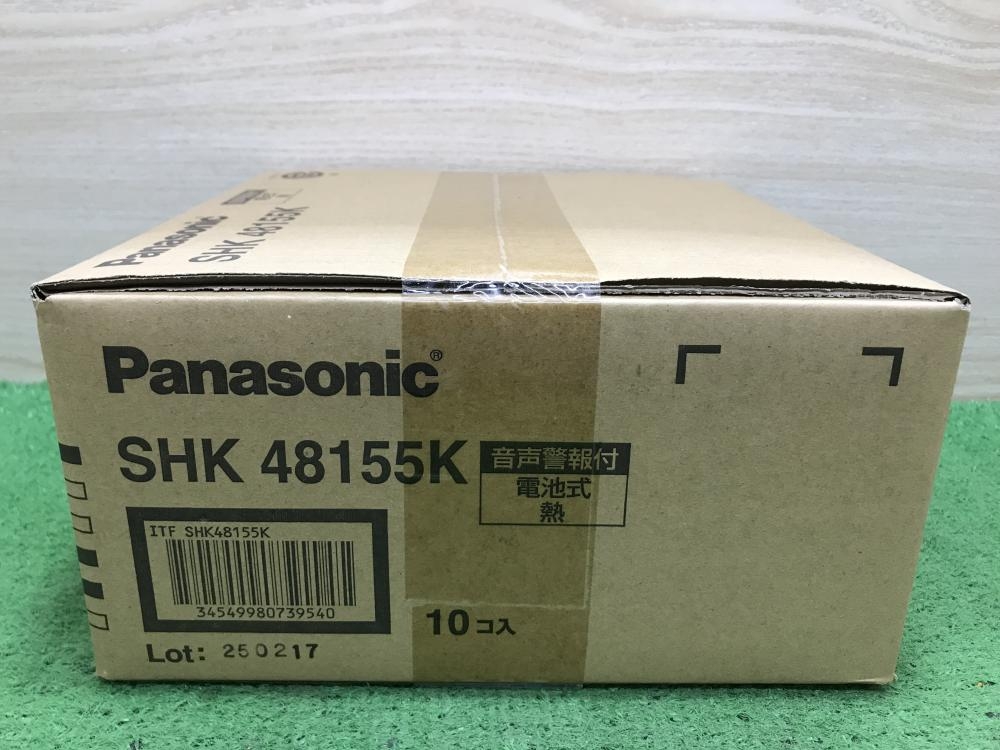 Panasonic
SHK 48155K
Panasonic®
SHK 48155K
音声警報付
電池式
熱
ITF SHK48155K
34549980739540
10コ入
Lot: 250217